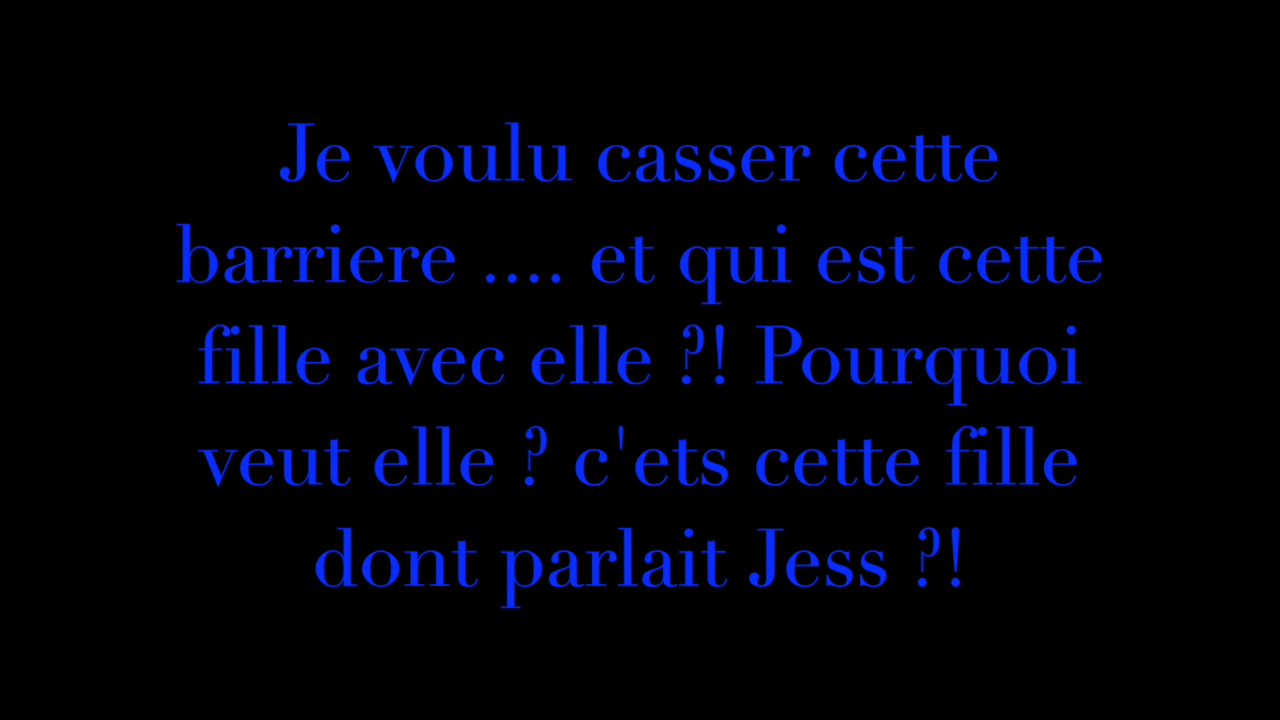 Je voulu casser cette
barriere .... et qui est cette
fille avec elle ?! Pourquoi
veut elle ? c'ets cette fille
dont parlait Jess ?!